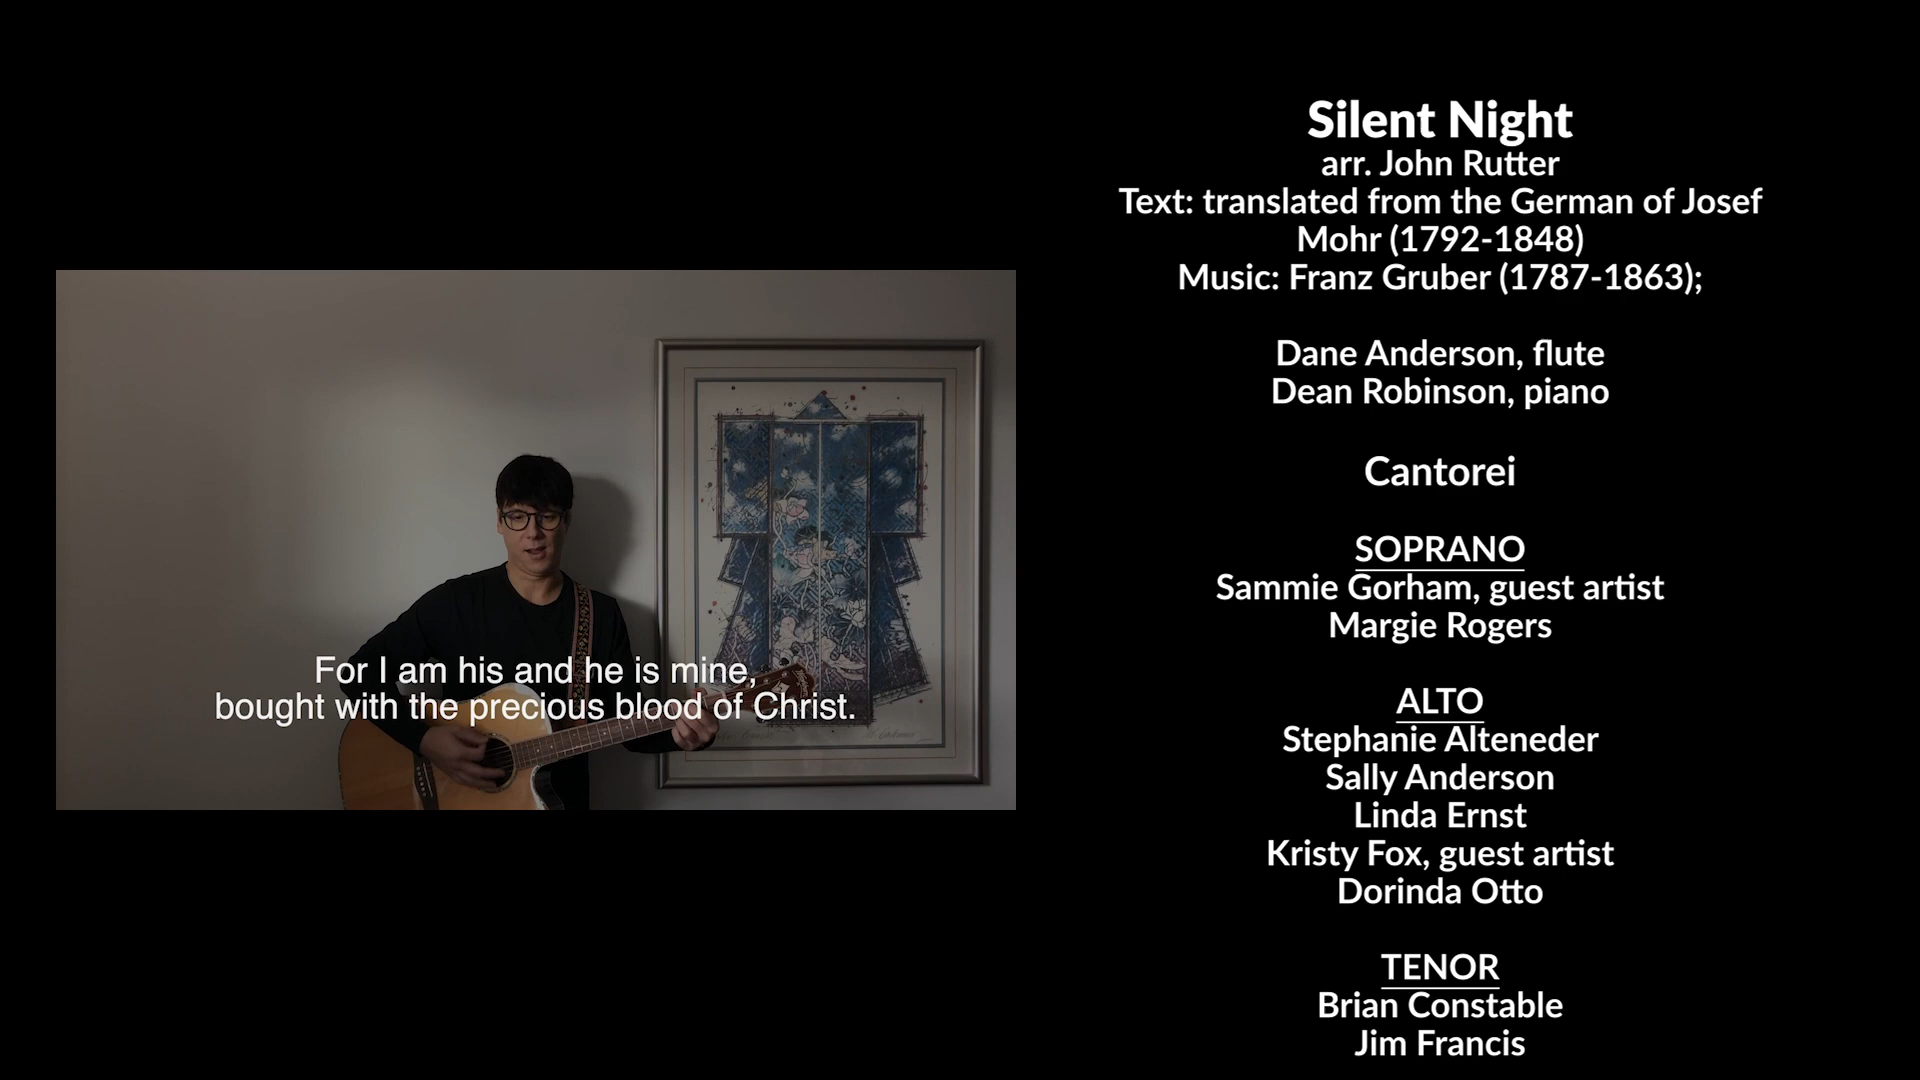 For I am his and he is mine,
bought with the precious blood of Christ.
Silent Night
arr. John Rutter
Text: translated from the German of Josef
Mohr (1792-1848)
Music: Franz Gruber (1787-1863);
Dane Anderson, flute
Dean Robinson, piano
Cantorei
SOPRANO
Sammie Gorham, guest artist
Margie Rogers
ALTO
Stephanie Alteneder
Sally Anderson
Linda Ernst
Kristy Fox, guest artist
Dorinda Otto
TENOR
Brian Constable
Jim Francis